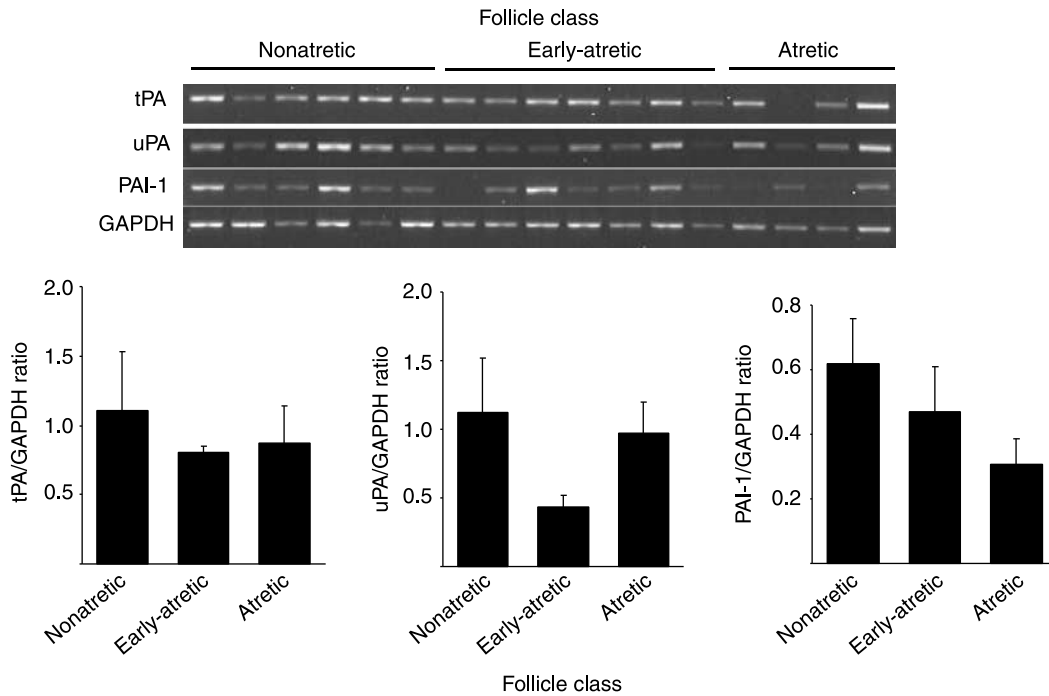 Follicle class
Nonatretic Early-atretic Atretic
tPA
uPA
PAI-1
GAPDH
tPA/GAPDH ratio
2.0
1.5
1.0
0.5
Nonatretic
Early-atretic
Atretic
uPA/GAPDH ratio
2.0
1.5
1.0
0.5
Nonatretic
Early-atretic
Atretic
PAI-1/GAPDH ratio
0.8
0.6
0.4
0.2
Nonatretic
Early-atretic
Atretic
Follicle class